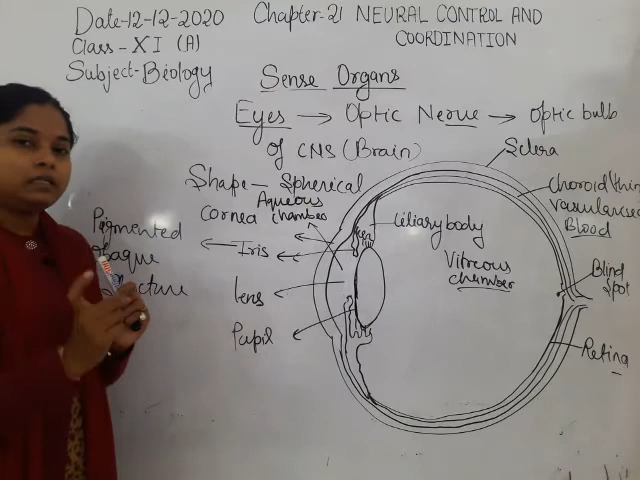 Date-12-12-2020
Class-XI (A)
Subject-Biology
Chapter-21 NEURAL CONTROL AND
COORDINATION
Sense Organs
Eyes → Optic Nerve → Optic bulb
of CNS (Brain)
Shape - Spherical
Sclera
Choroid/thin
Vascularised
Blood
Aqueous
chamber
Cornea
Ciliary body
Pigmented
opaque
Iris
Vitreous
chamber
Blind
Spot
Lens
Pupil
Retina